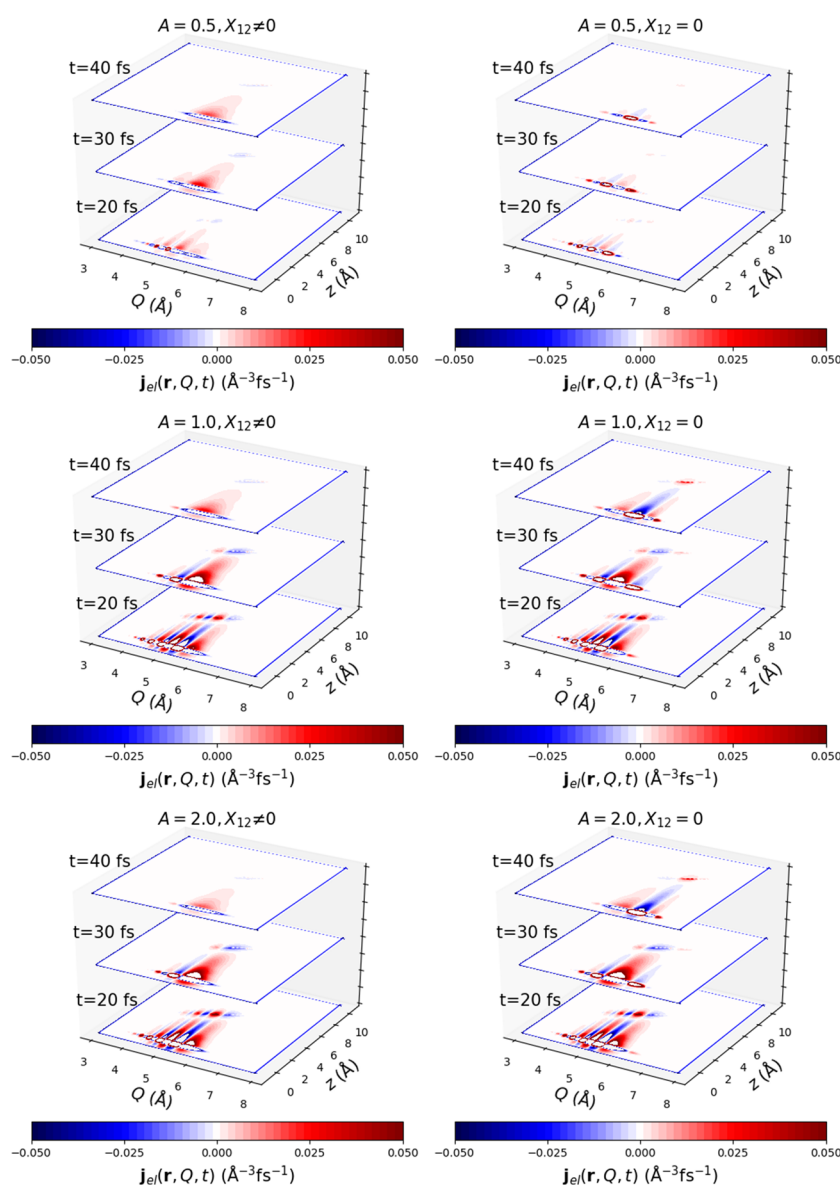 A = 0.5, X₁₂≠0
t=40 fs
t=30 fs
t=20 fs
3 4 5 6 7 8
Q (Å)
0 2 4 6 8 10
z (Å)
−0.050 −0.025 0.000 0.025 0.050
j_el(r, Q, t) (Å⁻³fs⁻¹)
A = 0.5, X₁₂ = 0
t=40 fs
t=30 fs
t=20 fs
3 4 5 6 7 8
Q (Å)
0 2 4 6 8 10
z (Å)
−0.050 −0.025 0.000 0.025 0.050
j_el(r, Q, t) (Å⁻³fs⁻¹)
A = 1.0, X₁₂≠0
t=40 fs
t=30 fs
t=20 fs
3 4 5 6 7 8
Q (Å)
0 2 4 6 8 10
z (Å)
−0.050 −0.025 0.000 0.025 0.050
j_el(r, Q, t) (Å⁻³fs⁻¹)
A = 1.0, X₁₂ = 0
t=40 fs
t=30 fs
t=20 fs
3 4 5 6 7 8
Q (Å)
0 2 4 6 8 10
z (Å)
−0.050 −0.025 0.000 0.025 0.050
j_el(r, Q, t) (Å⁻³fs⁻¹)
A = 2.0, X₁₂≠0
t=40 fs
t=30 fs
t=20 fs
3 4 5 6 7 8
Q (Å)
0 2 4 6 8 10
z (Å)
−0.050 −0.025 0.000 0.025 0.050
j_el(r, Q, t) (Å⁻³fs⁻¹)
A = 2.0, X₁₂ = 0
t=40 fs
t=30 fs
t=20 fs
3 4 5 6 7 8
Q (Å)
0 2 4 6 8 10
z (Å)
−0.050 −0.025 0.000 0.025 0.050
j_el(r, Q, t) (Å⁻³fs⁻¹)